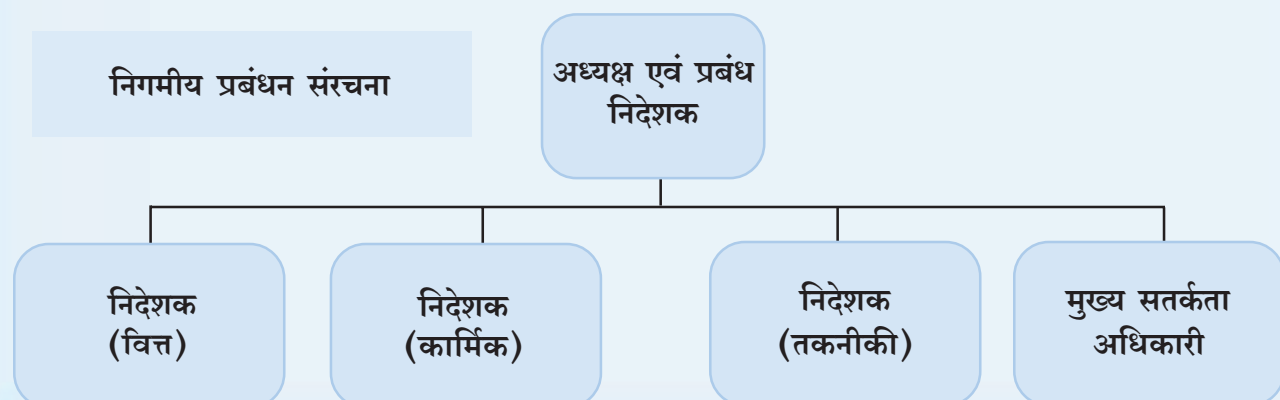 निगमीय प्रबंधन संरचना
अध्यक्ष एवं प्रबंध
निदेशक
निदेशक
(वित्त)
निदेशक
(कार्मिक)
निदेशक
(तकनीकी)
मुख्य सतर्कता
अधिकारी